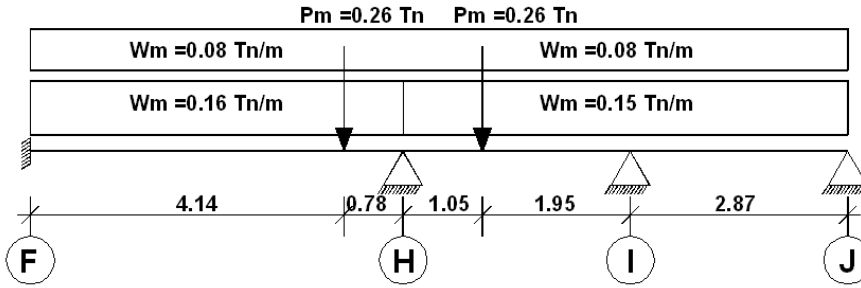 Pm =0.26 Tn Pm =0.26 Tn
Wm =0.08 Tn/m Wm =0.08 Tn/m
Wm =0.16 Tn/m Wm =0.15 Tn/m
4.14 0.78 1.05 1.95 2.87
F H I J